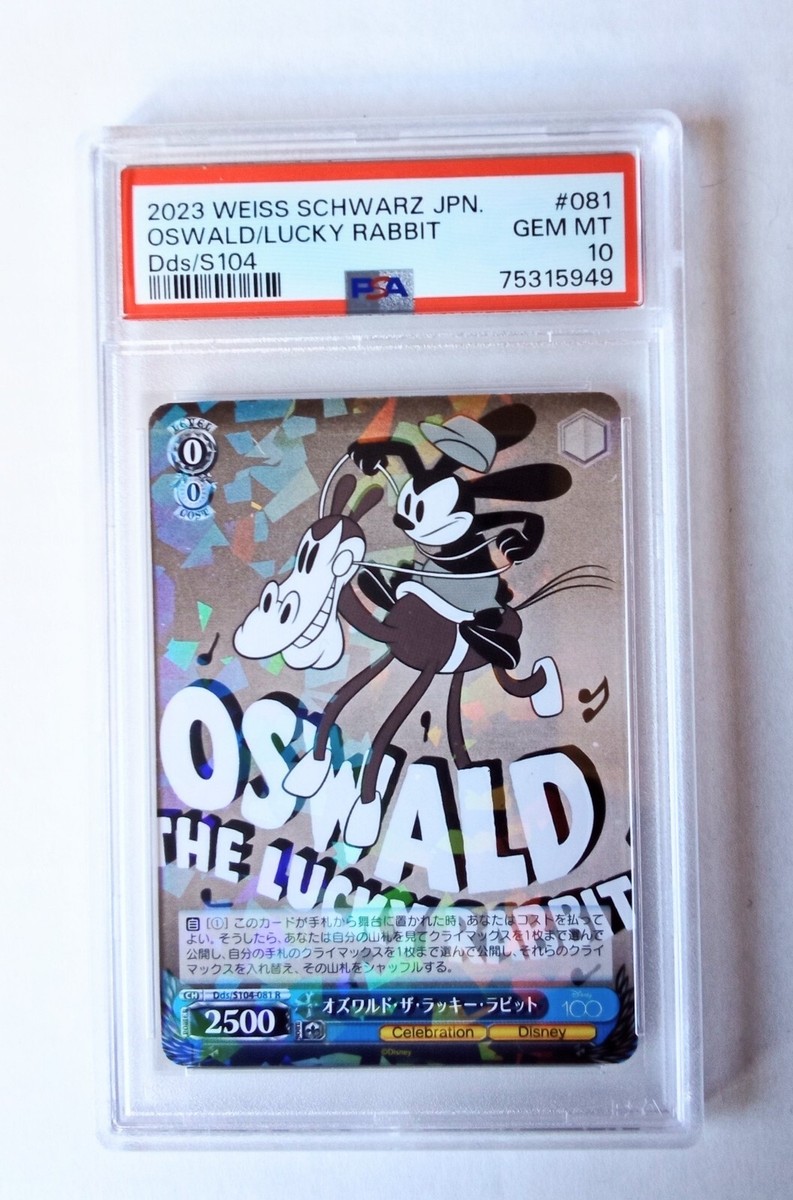 2023 WEISS SCHWARZ JPN. #081
OSWALD/LUCKY RABBIT GEM MT
Dds/S104 10
PSA 75315949
LEVEL
0
0
COST
OSWALD
THE LUCKY RABBIT
[①] このカードが手札から舞台に置かれた時、あなたはコストを払って
よい。そうしたら、あなたは自分の山札を見てクライマックスを1枚まで選んで
公開し、自分の手札のクライマックスを1枚まで選んで公開し、それらのクライ
マックスを入れ替え、その山札をシャッフルする。
CH Dds/S104-081 R
2500 オズワルド・ザ・ラッキー・ラビット 100
Celebration Disney
©Disney